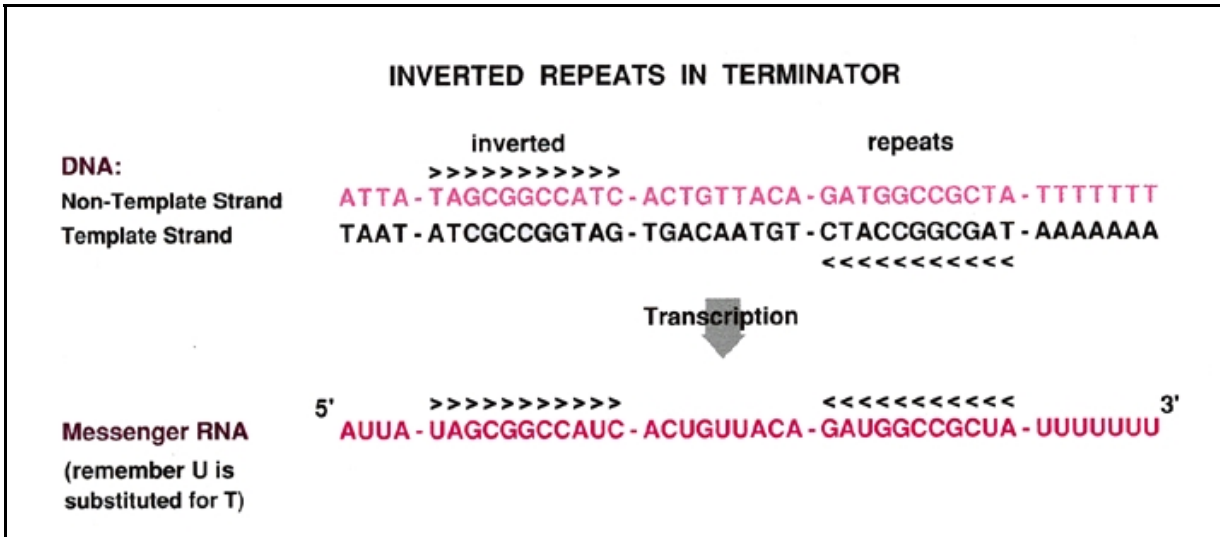 INVERTED REPEATS IN TERMINATOR
inverted repeats
DNA:
>>>>>>>>>>>
Non-Template Strand ATTA - TAGCGGCCATC - ACTGTTACA - GATGGCCGCTA - TTTTTTT
Template Strand TAAT - ATCGCCGGTAG - TGACAATGT - CTACCGGCGAT - AAAAAAA
<<<<<<<<<<<
Transcription
5' >>>>>>>>>>> <<<<<<<<<<< 3'
Messenger RNA AUUA - UAGCGGCCAUC - ACUGUUACA - GAUGGCCGCUA - UUUUUUU
(remember U is
substituted for T)